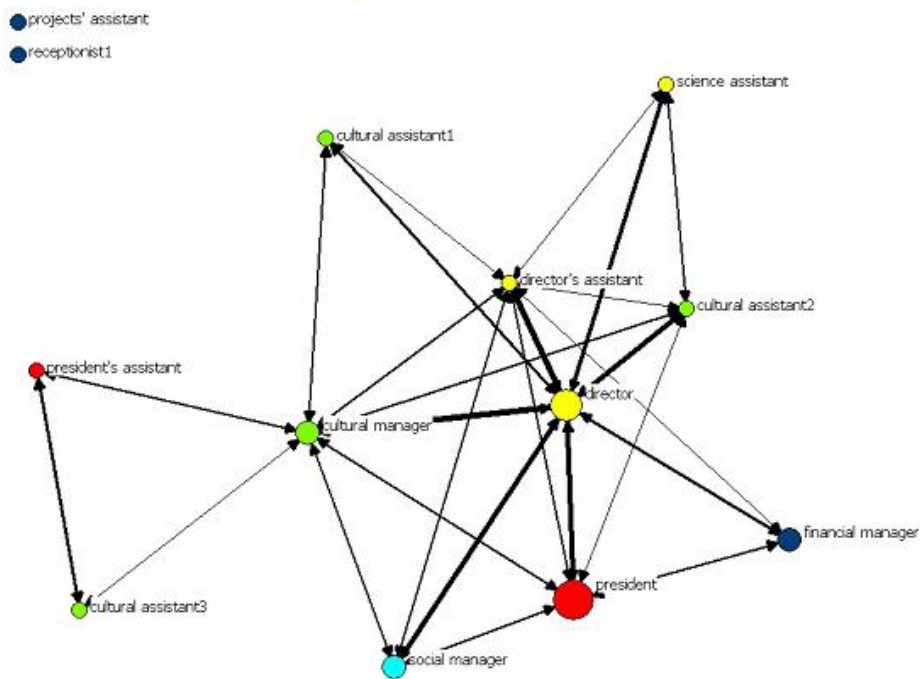 projects' assistant
receptionist1
science assistant
cultural assistant1
director's assistant
cultural assistant2
president's assistant
director
cultural manager
financial manager
president
cultural assistant3
social manager